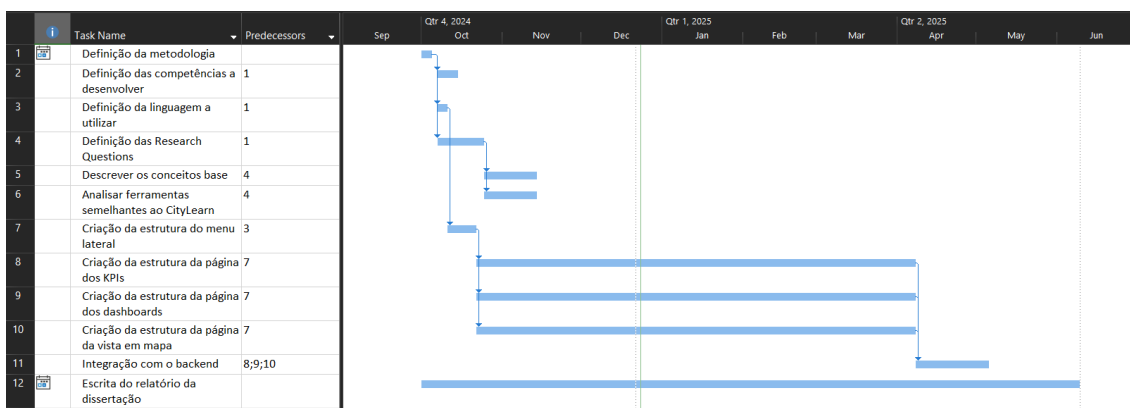 Qtr 4, 2024 Qtr 1, 2025 Qtr 2, 2025
Task Name Predecessors Sep Oct Nov Dec Jan Feb Mar Apr May Jun
1 Definição da metodologia
2 Definição das competências a 1
desenvolver
3 Definição da linguagem a 1
utilizar
4 Definição das Research 1
Questions
5 Descrever os conceitos base 4
6 Analisar ferramentas 4
semelhantes ao CityLearn
7 Criação da estrutura do menu 3
lateral
8 Criação da estrutura da página 7
dos KPIs
9 Criação da estrutura da página 7
dos dashboards
10 Criação da estrutura da página 7
da vista em mapa
11 Integração com o backend 8;9;10
12 Escrita do relatório da
dissertação